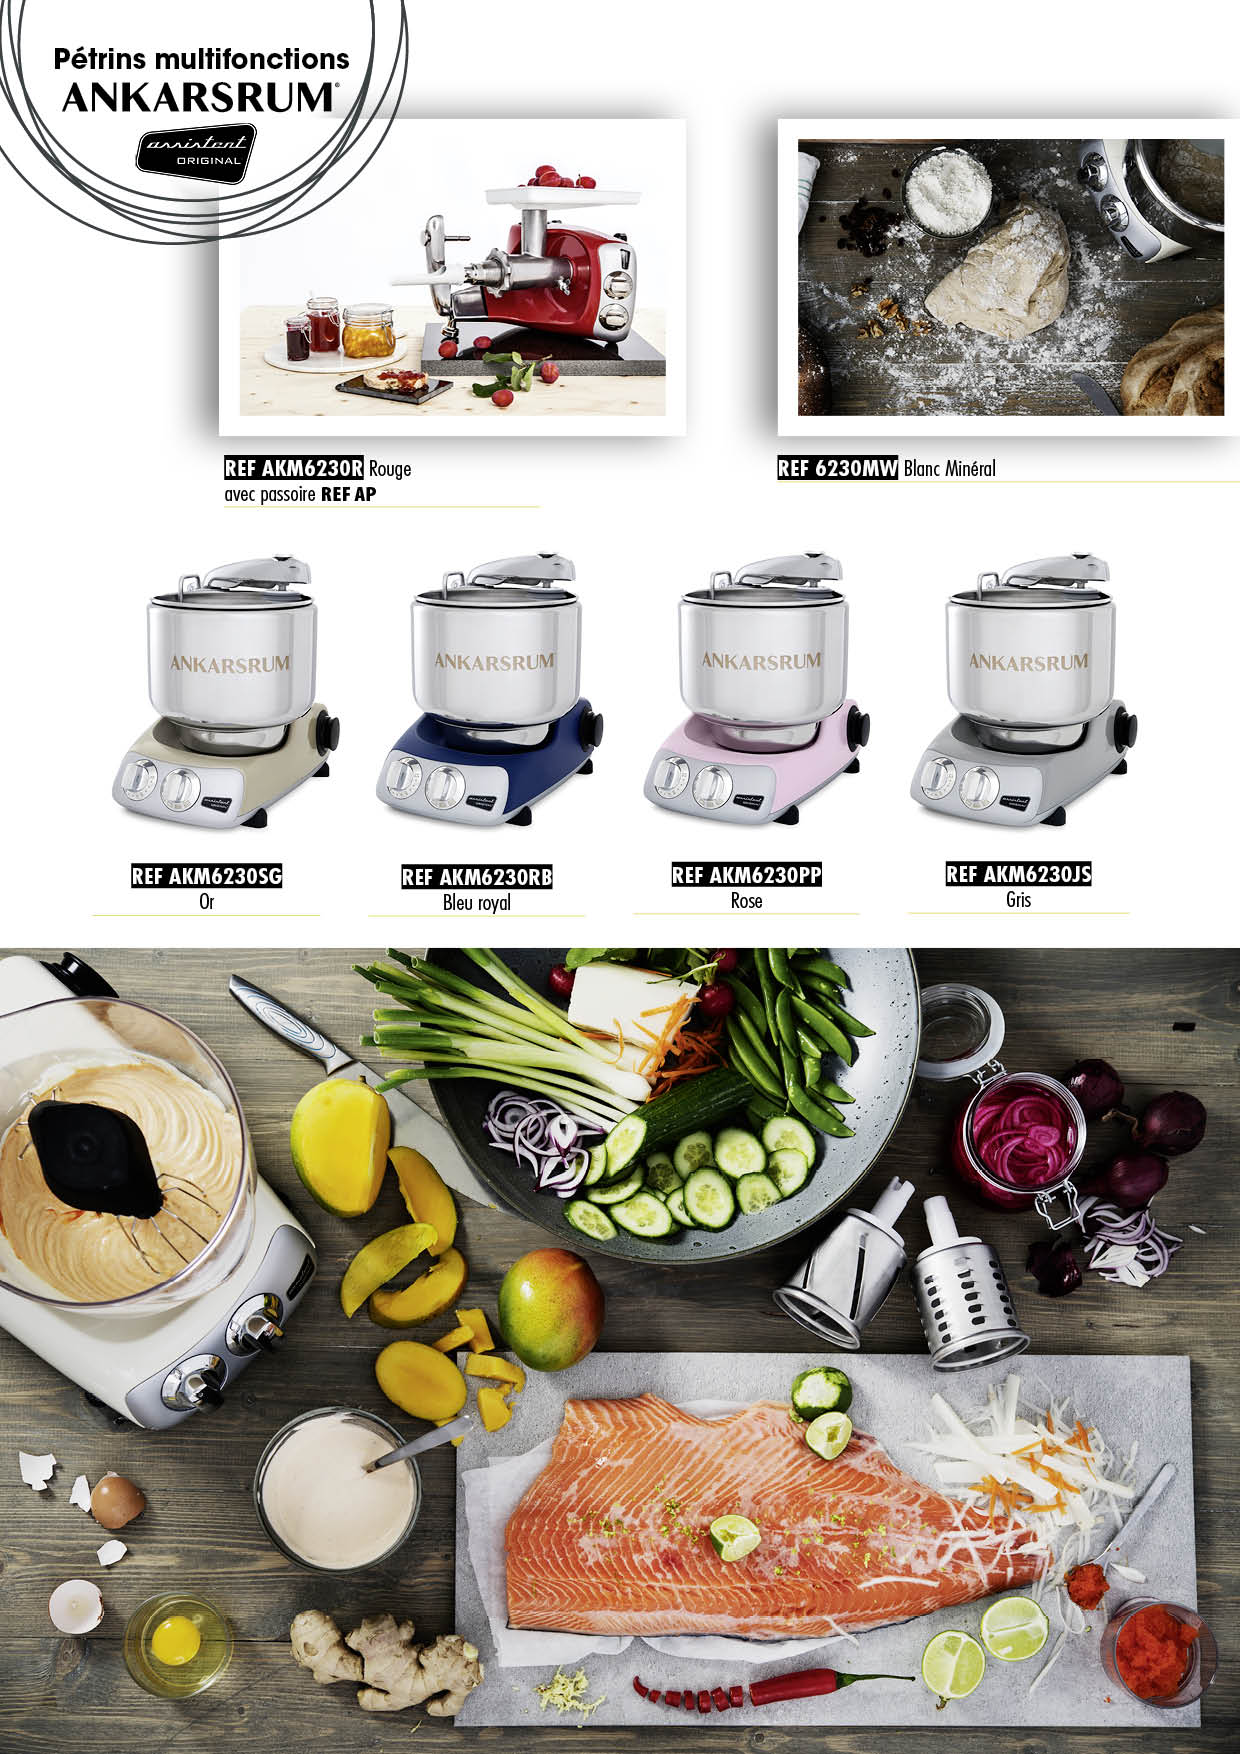 Pétrins multifonctions
ANKARSRUM®
assistent
ORIGINAL
REF AKM6230R Rouge
avec passoire REF AP
REF 6230MW Blanc Minéral
ANKARSRUM
ANKARSRUM
ANKARSRUM
ANKARSRUM
REF AKM6230SG
Or
REF AKM6230RB
Bleu royal
REF AKM6230PP
Rose
REF AKM6230JS
Gris